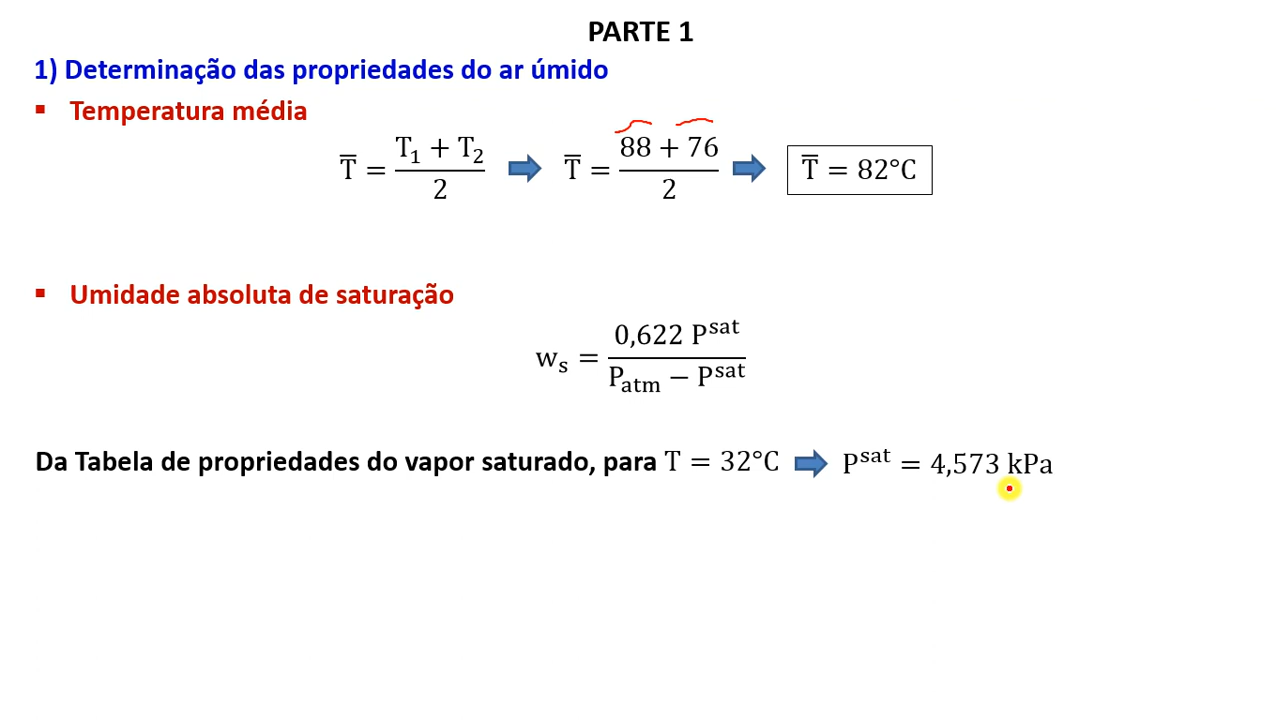 PARTE 1
1) Determinação das propriedades do ar úmido
▪ Temperatura média
T̅ = (T₁ + T₂)/2 ➡ T̅ = (88 + 76)/2 ➡ T̅ = 82°C
▪ Umidade absoluta de saturação
wₛ = (0,622 Pˢᵃᵗ)/(Pₐₜₘ − Pˢᵃᵗ)
Da Tabela de propriedades do vapor saturado, para T = 32°C ➡ Pˢᵃᵗ = 4,573 kPa